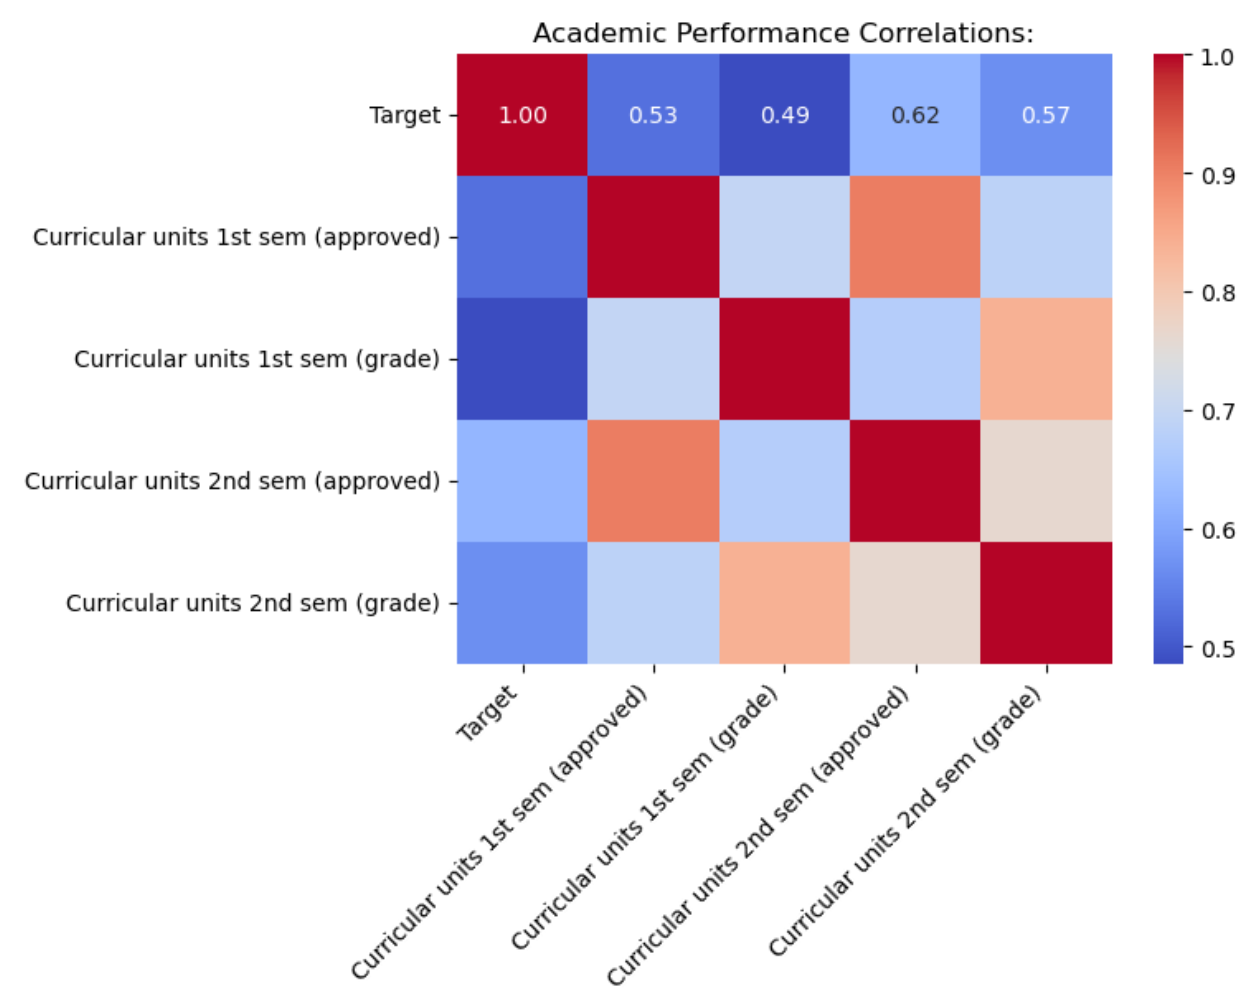 Academic Performance Correlations:
Target
1.00 0.53 0.49 0.62 0.57
Curricular units 1st sem (approved)
Curricular units 1st sem (grade)
Curricular units 2nd sem (approved)
Curricular units 2nd sem (grade)
Target
Curricular units 1st sem (approved)
Curricular units 1st sem (grade)
Curricular units 2nd sem (approved)
Curricular units 2nd sem (grade)
1.0
0.9
0.8
0.7
0.6
0.5